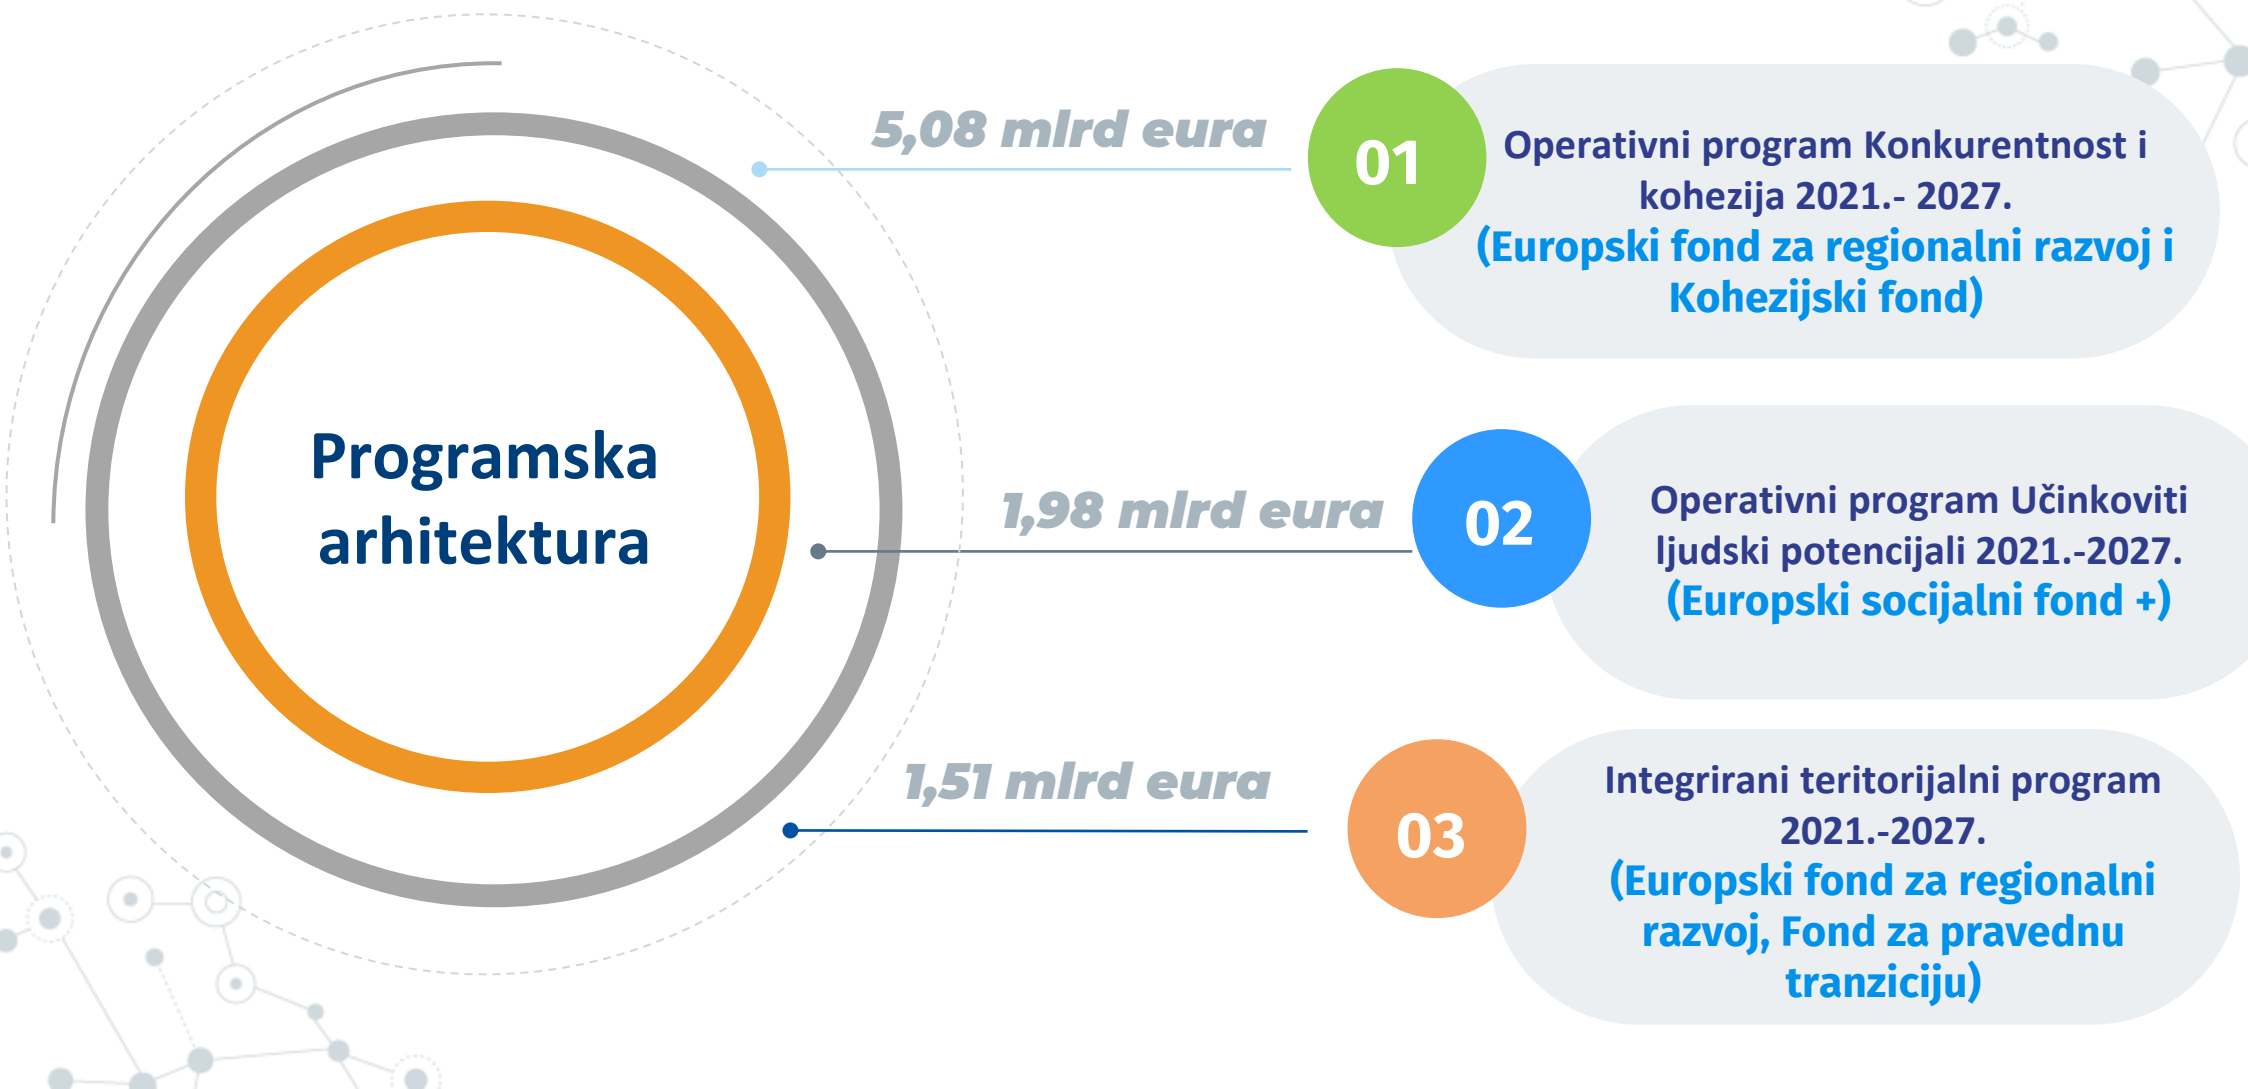 Programska
arhitektura
5,08 mlrd eura
01
Operativni program Konkurentnost i
kohezija 2021.- 2027.
(Europski fond za regionalni razvoj i
Kohezijski fond)
1,98 mlrd eura
02
Operativni program Učinkoviti
ljudski potencijali 2021.-2027.
(Europski socijalni fond +)
1,51 mlrd eura
03
Integrirani teritorijalni program
2021.-2027.
(Europski fond za regionalni
razvoj, Fond za pravednu
tranziciju)